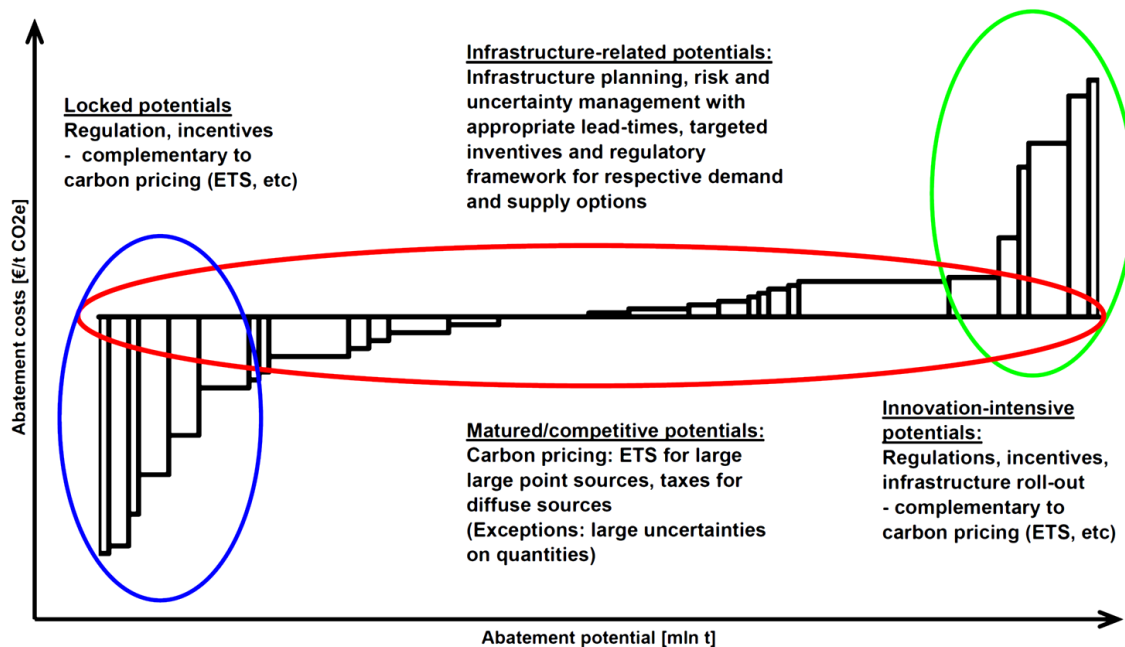 Abatement costs [€/t CO2e]
Locked potentials
Regulation, incentives
- complementary to
carbon pricing (ETS, etc)
Infrastructure-related potentials:
Infrastructure planning, risk and
uncertainty management with
appropriate lead-times, targeted
inventives and regulatory
framework for respective demand
and supply options
Matured/competitive potentials:
Carbon pricing: ETS for large
large point sources, taxes for
diffuse sources
(Exceptions: large uncertainties
on quantities)
Innovation-intensive
potentials:
Regulations, incentives,
infrastructure roll-out
- complementary to
carbon pricing (ETS, etc)
Abatement potential [mln t]